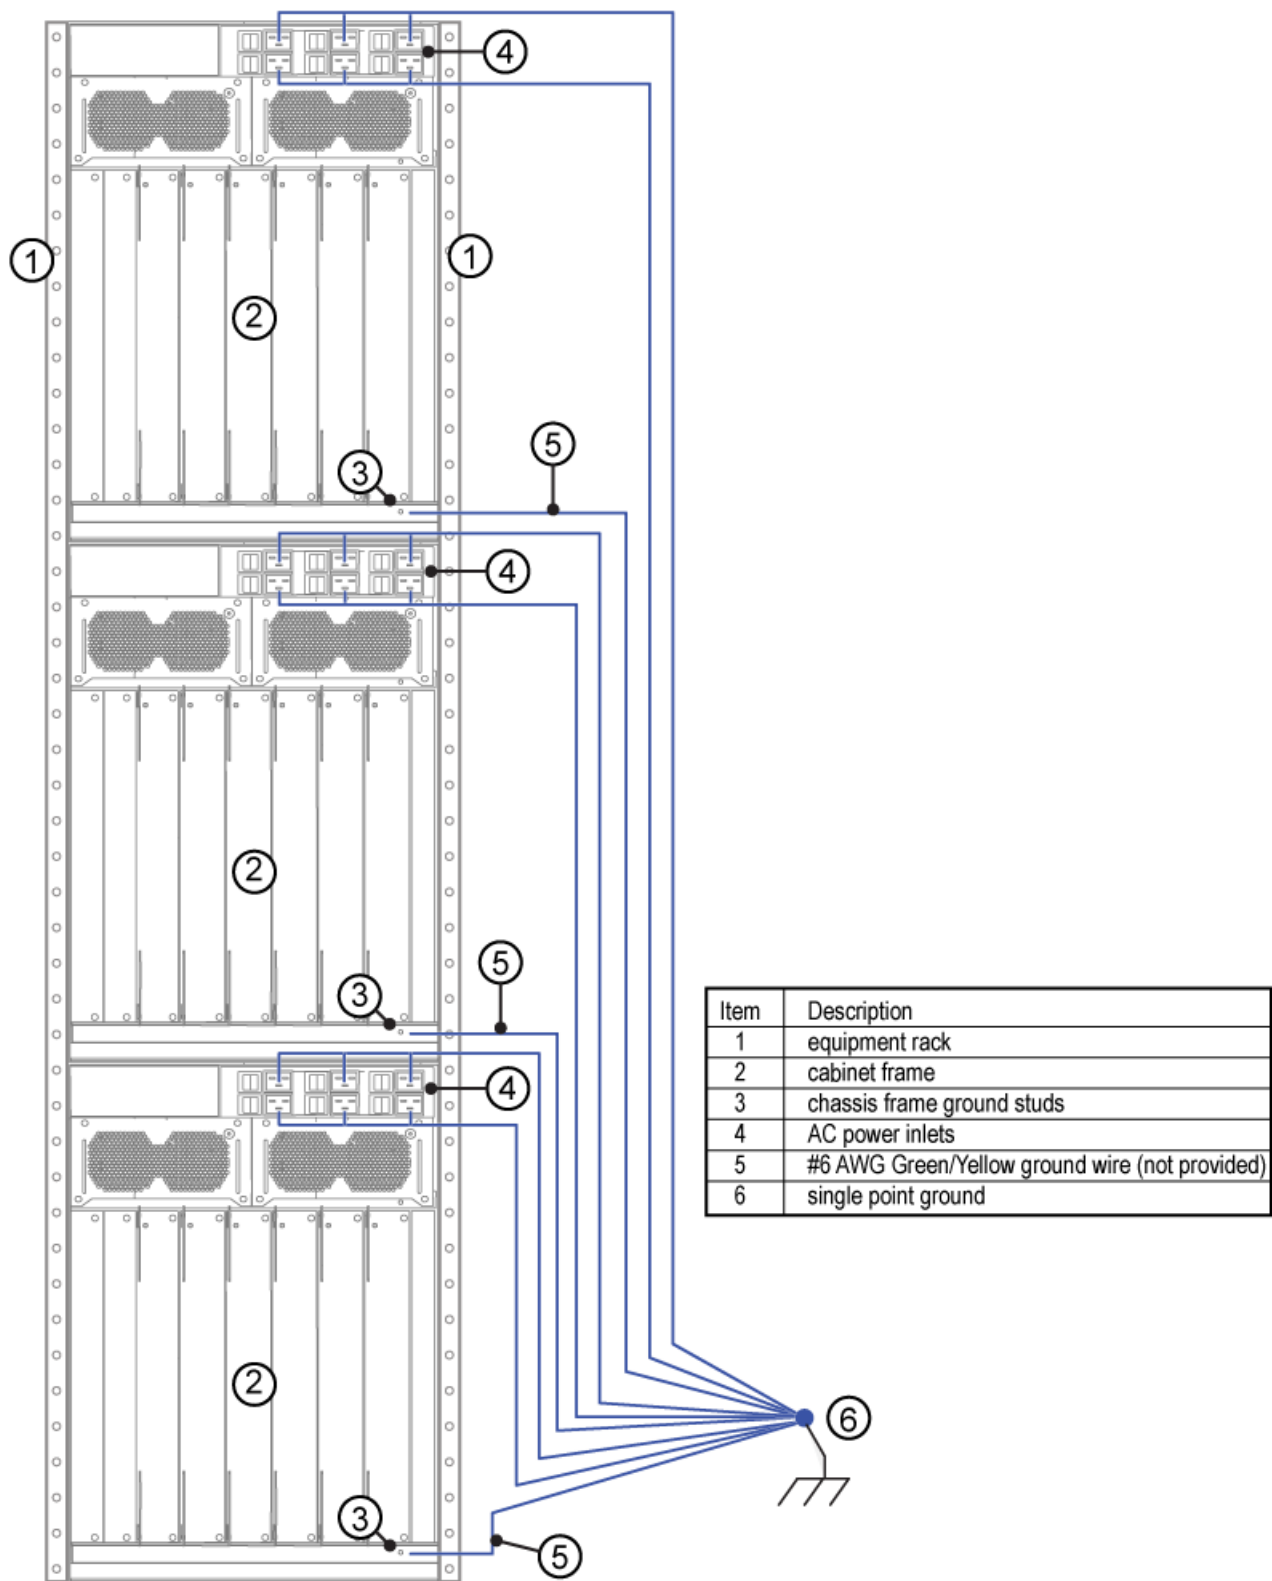 4
1
1
2
5
3
4
2
5
3
4
Item Description
1 equipment rack
2 cabinet frame
3 chassis frame ground studs
4 AC power inlets
5 #6 AWG Green/Yellow ground wire (not provided)
6 single point ground
2
6
3
5